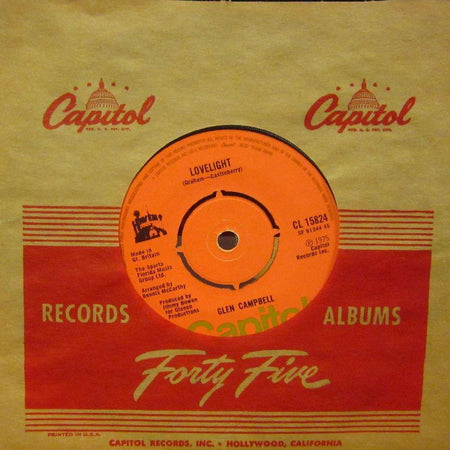 Capitol
REG. U. S. PAT. OFF.
Capitol
REG. U. S. PAT. OFF.
LOVELIGHT
(Graham—Castleberry)
CL 15824
Made in
Gt. Britain
℗ 1975
Capitol
Records Inc.
The Sparta
Florida Music
Group Ltd.
Arranged by
Dennis McCarthy
Produced by
Jimmy Bowen
for Glenco
Productions
GLEN CAMPBELL
Capitol
RECORDS
ALBUMS
Forty Five
PRINTED IN U.S.A.
CAPITOL RECORDS, INC. • HOLLYWOOD, CALIFORNIA